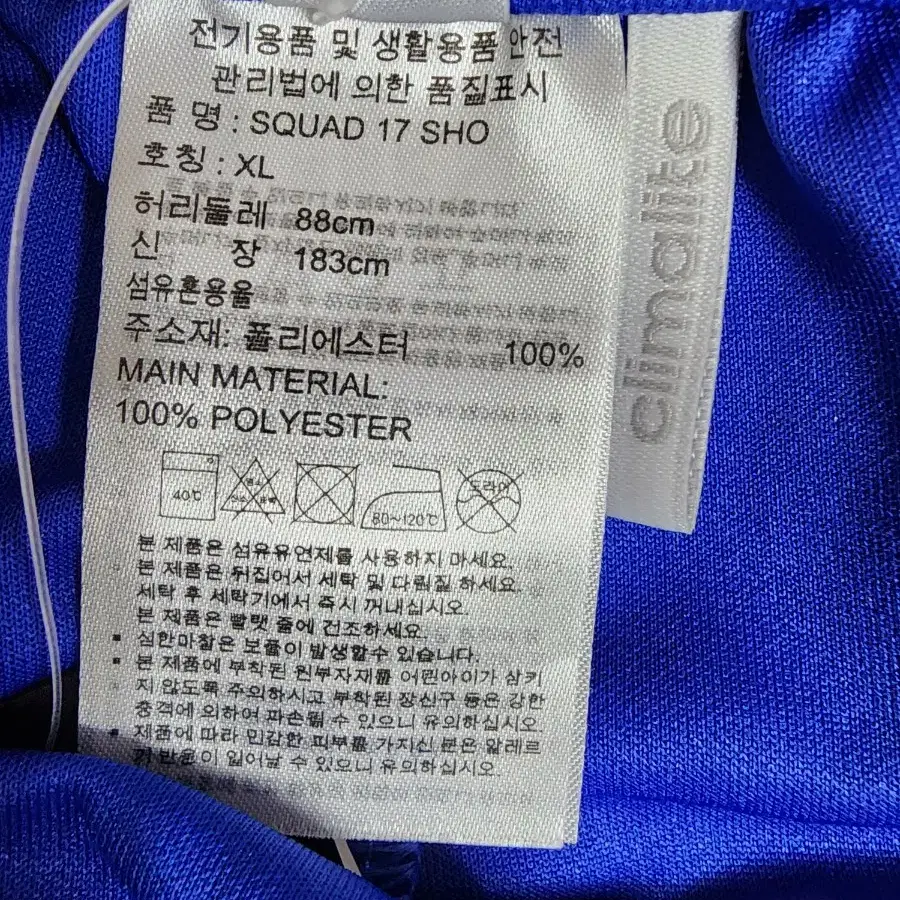 전기용품 및 생활용품안전
관리법에 의한 품질표시
품 명 : SQUAD 17 SHO
호칭 : XL
허리둘레 88cm
신 장 183cm
섬유혼용율
주소재: 폴리에스터 100%
MAIN MATERIAL:
100% POLYESTER
40℃
염소
산소 표백
80~120℃
드라이
본 제품은 섬유유연제를 사용하지 마세요.
본 제품은 뒤집어서 세탁 및 다림질 하세요.
세탁 후 세탁기에서 즉시 꺼내십시오.
본 제품은 빨랫 줄에 건조하세요.
▪ 심한마찰은 보풀이 발생할수 있습니다.
▪ 본 제품에 부착된 원부자재를 어린아이가 삼키
지 않도록 주의하시고 부착된 장신구 등은 강한
충격에 의하여 파손될 수 있으니 유의하십시오.
▪ 제품에 따라 민감한 피부를 가지신 분은 알레르
기 반응이 일어날 수 있으니 유의하십시오.
climalite